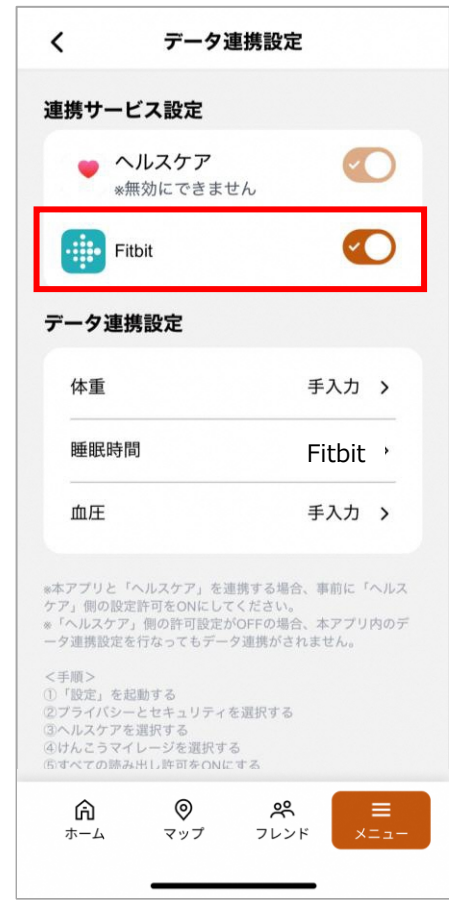 データ連携設定
連携サービス設定
ヘルスケア
※無効にできません
Fitbit
データ連携設定
体重 手入力
睡眠時間 Fitbit
血圧 手入力
※本アプリと「ヘルスケア」を連携する場合、事前に「ヘルス
ケア」側の設定許可をONにしてください。
※「ヘルスケア」側の許可設定がOFFの場合、本アプリ内のデ
ータ連携設定を行なってもデータ連携がされません。
＜手順＞
①「設定」を起動する
②プライバシーとセキュリティを選択する
③ヘルスケアを選択する
④けんこうマイレージを選択する
⑤すべての読み出し許可をONにする
ホーム マップ フレンド メニュー